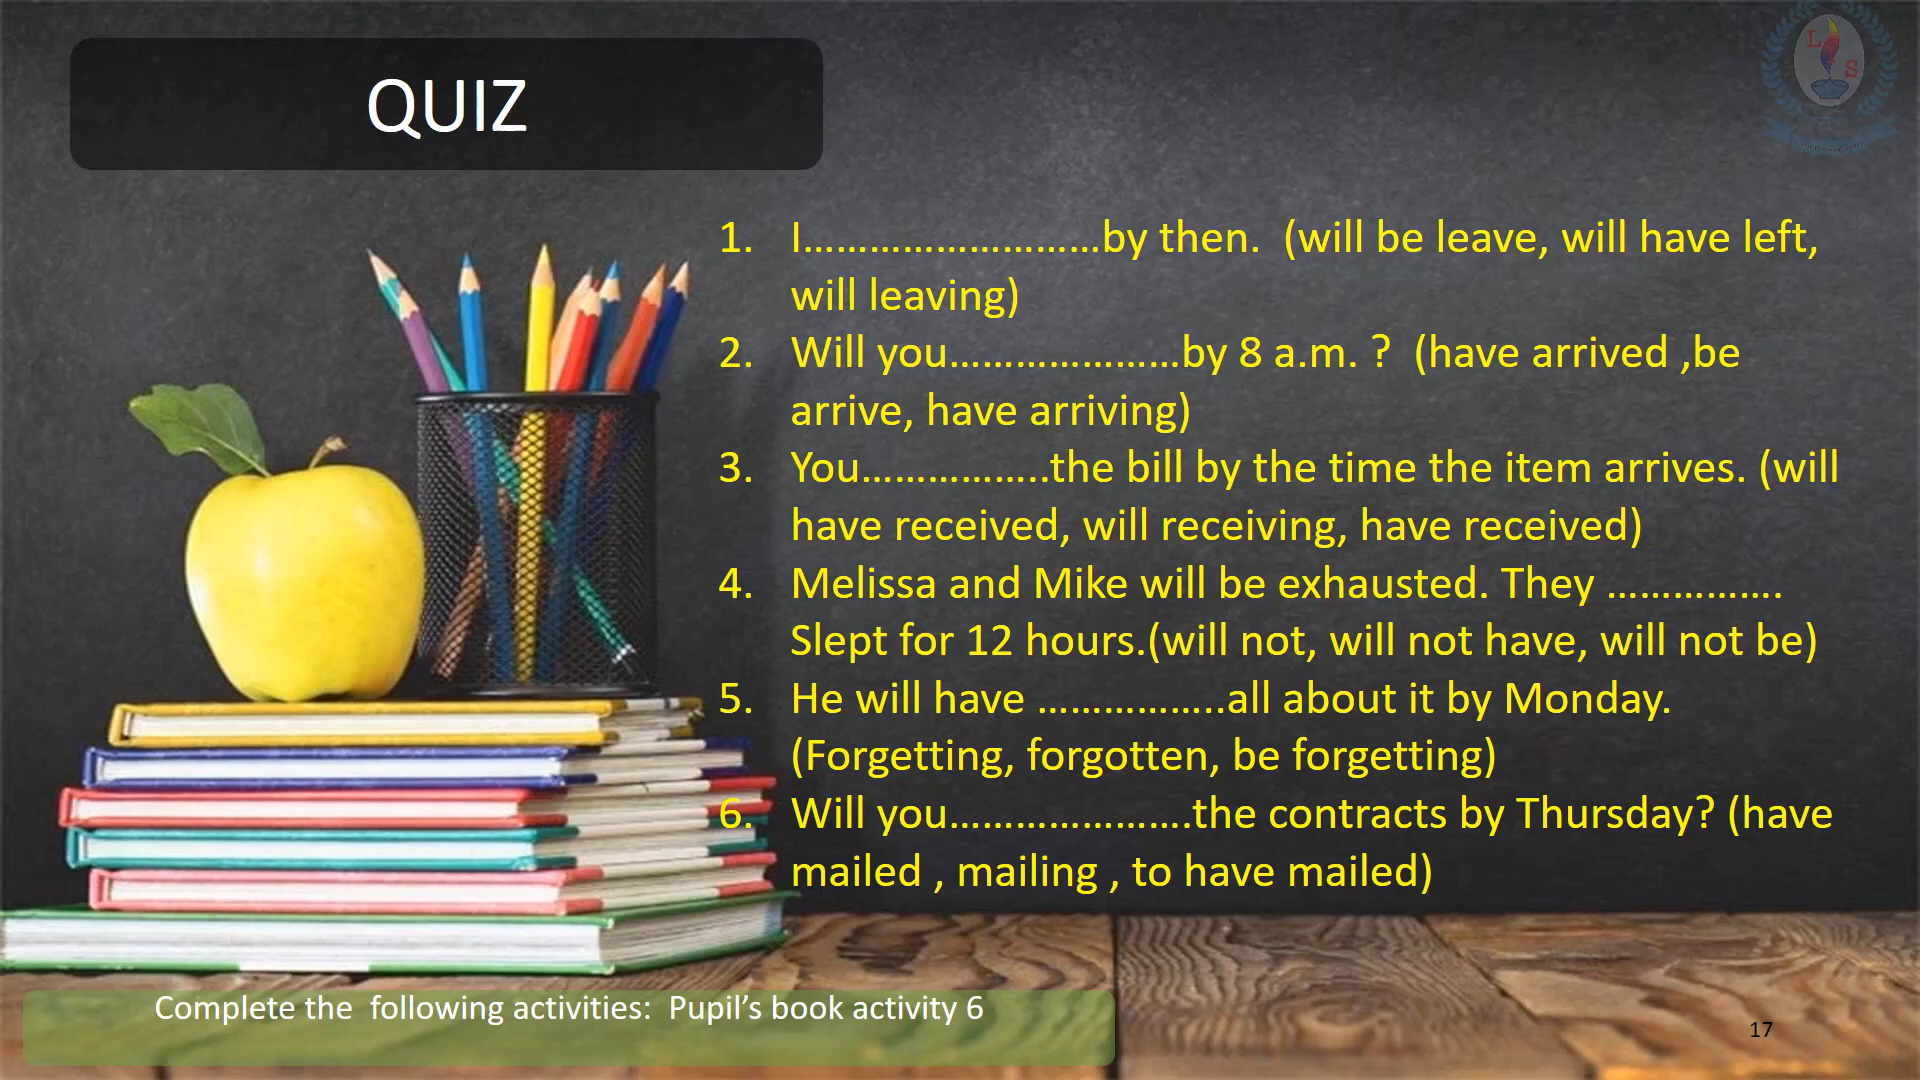 L
S
QUIZ
1. I………………………by then. (will be leave, will have left,
will leaving)
2. Will you…………………by 8 a.m. ? (have arrived ,be
arrive, have arriving)
3. You……………..the bill by the time the item arrives. (will
have received, will receiving, have received)
4. Melissa and Mike will be exhausted. They …………….
Slept for 12 hours.(will not, will not have, will not be)
5. He will have ……………..all about it by Monday.
(Forgetting, forgotten, be forgetting)
6. Will you………………….the contracts by Thursday? (have
mailed , mailing , to have mailed)
Complete the following activities: Pupil’s book activity 6
17